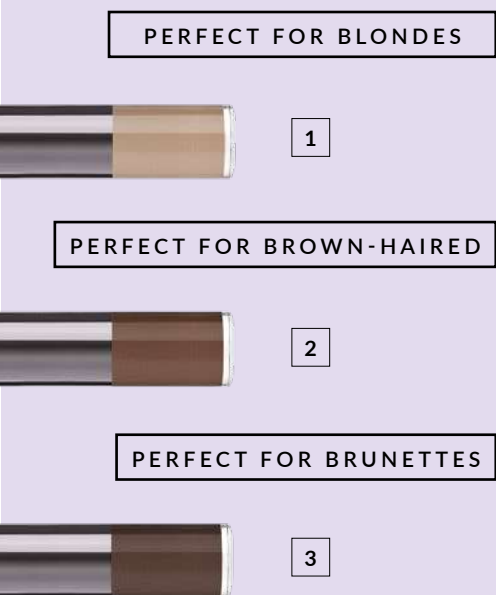 PERFECT FOR BLONDES
1
PERFECT FOR BROWN-HAIRED
2
PERFECT FOR BRUNETTES
3